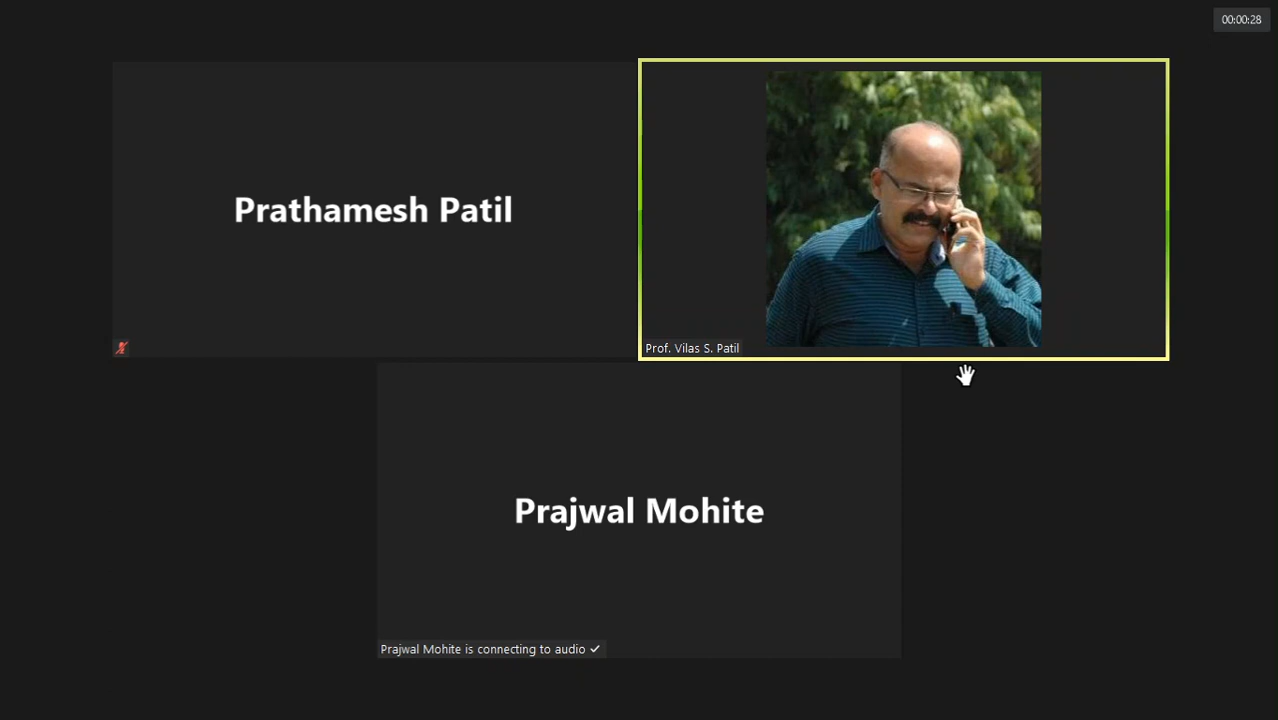 00:00:28
Prathamesh Patil
Prof. Vilas S. Patil
Prajwal Mohite
Prajwal Mohite is connecting to audio